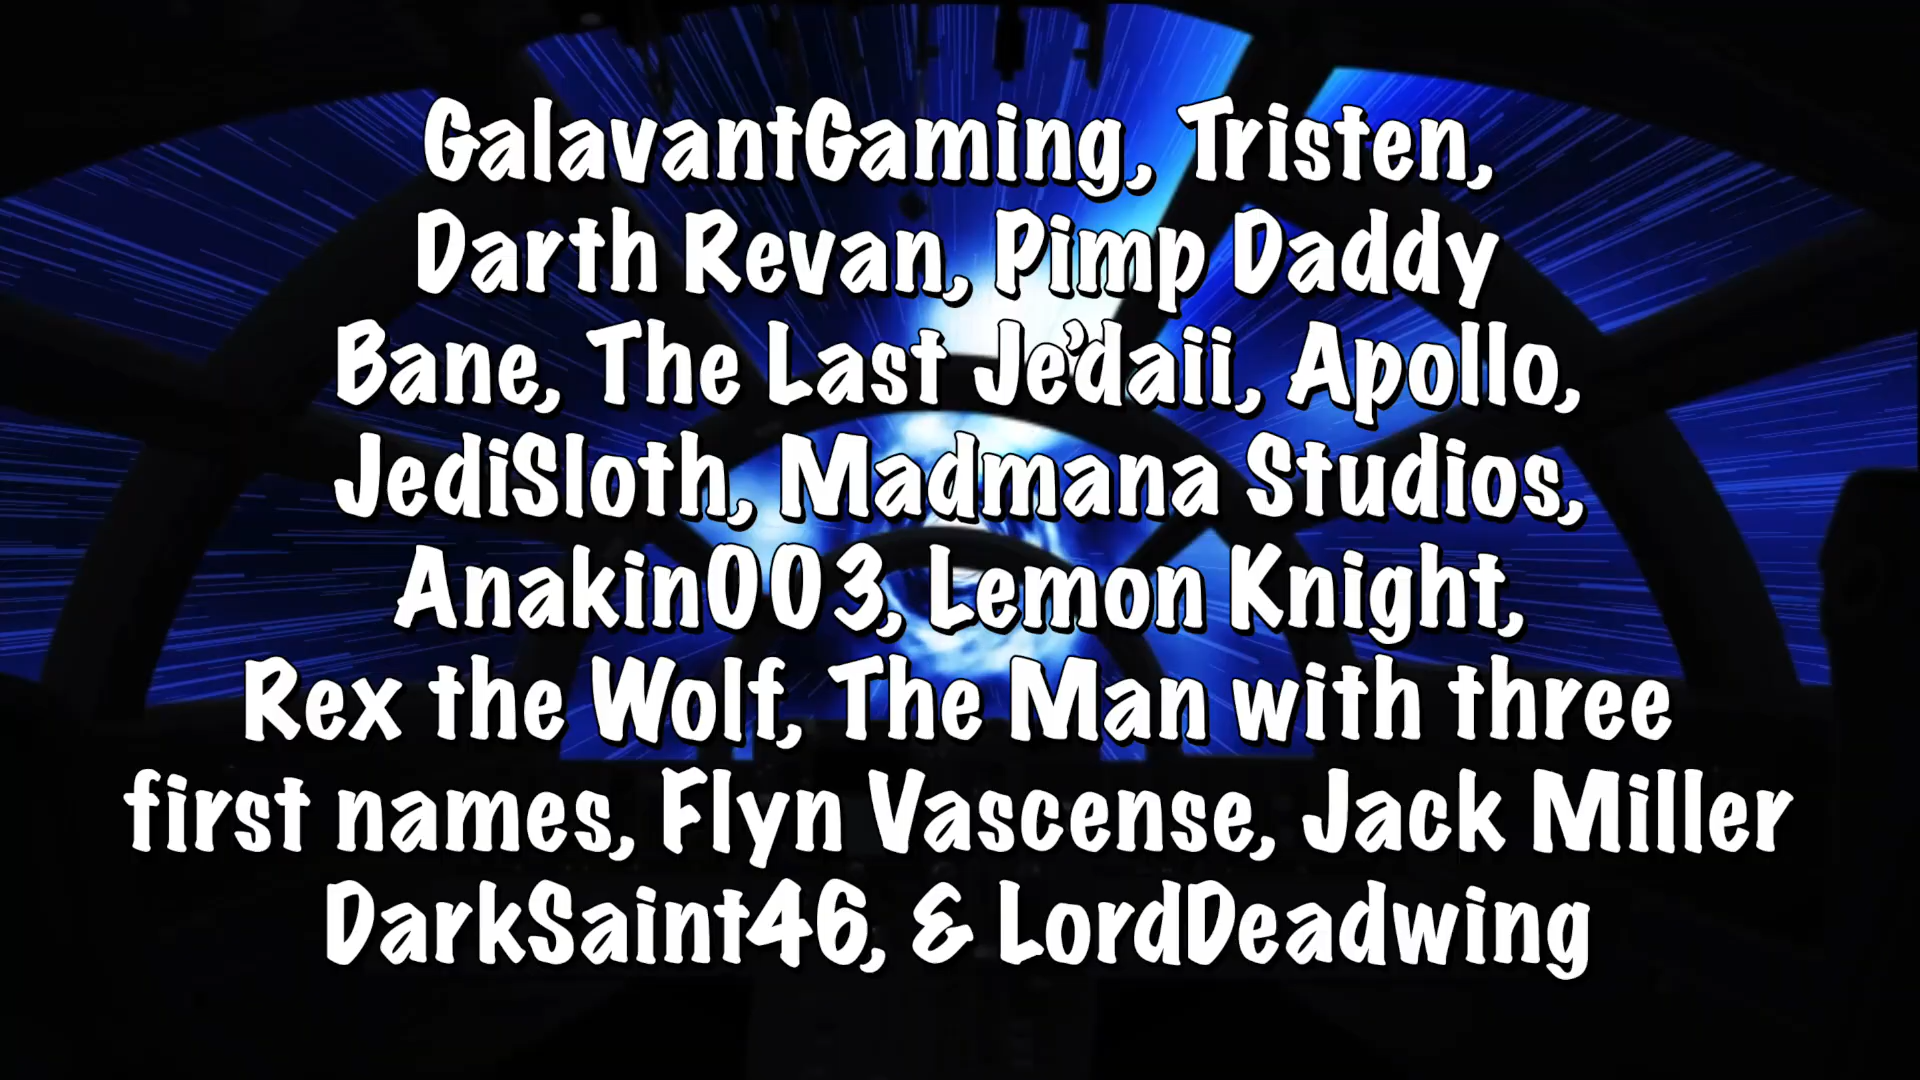 GalavantGaming, Tristen,
Darth Revan, Pimp Daddy
Bane, The Last Je'daii, Apollo,
JediSloth, Madmana Studios,
Anakin003, Lemon Knight,
Rex the Wolf, The Man with three
first names, Flyn Vascense, Jack Miller
DarkSaint46, & LordDeadwing